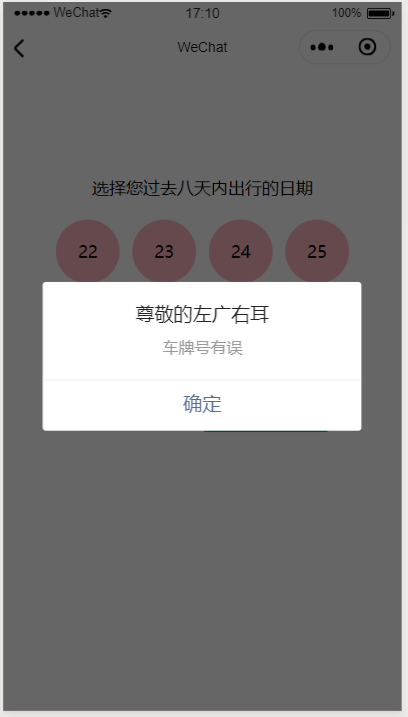 WeChat 17:10 100%
WeChat
选择您过去八天内出行的日期
22 23 24 25
尊敬的左广右耳
车牌号有误
确定